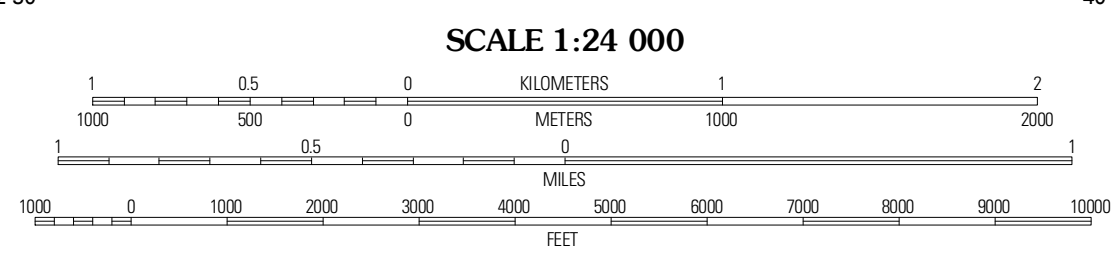 SCALE 1:24 000
1 0.5 0 KILOMETERS 1 2
1000 500 0 METERS 1000 2000
1 0.5 0 1
MILES
1000 0 1000 2000 3000 4000 5000 6000 7000 8000 9000 10000
FEET